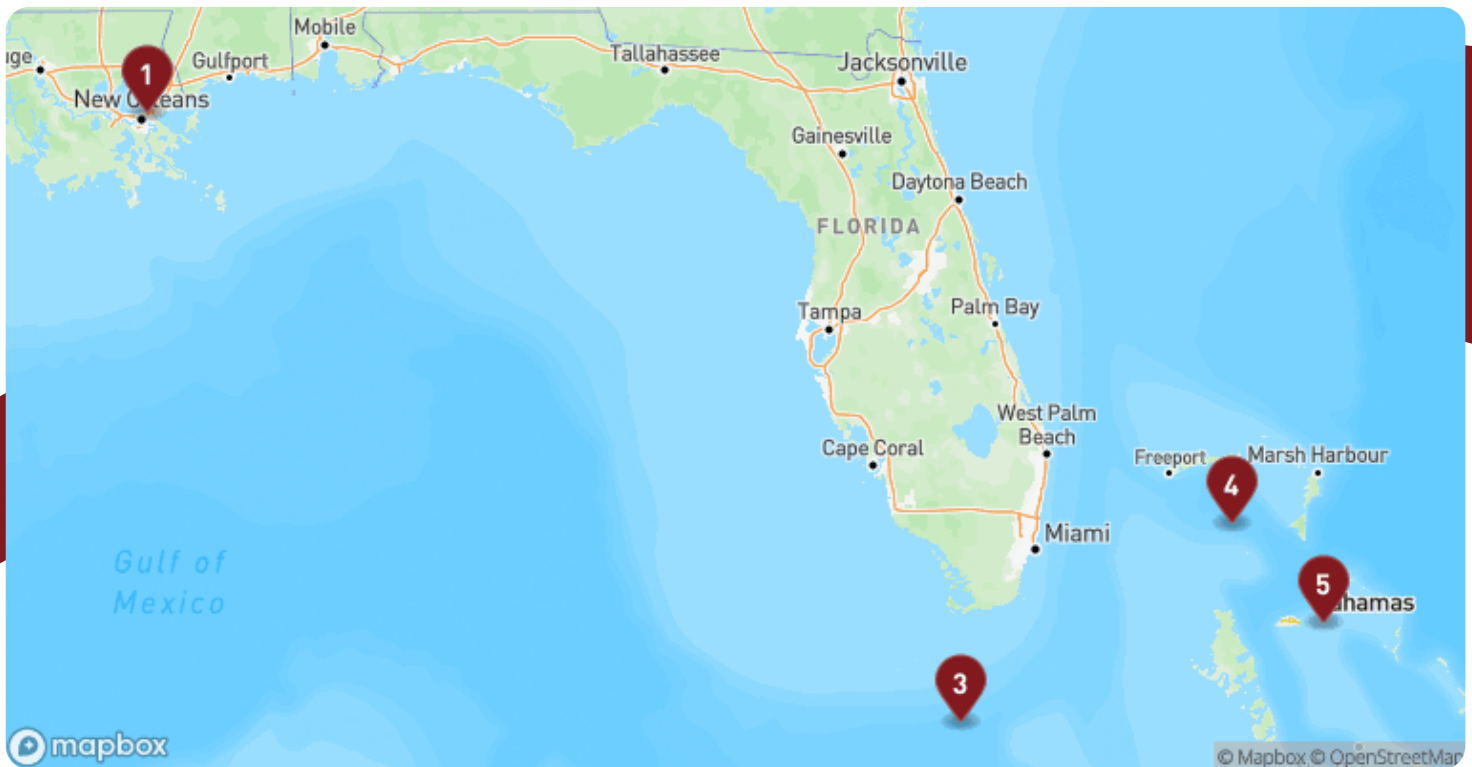 Mobile
Tallahassee
Jacksonville
uge
1
Gulfport
New Orleans
Gainesville
Daytona Beach
FLORIDA
Tampa
Palm Bay
West Palm
Beach
Cape Coral
Freeport
Marsh Harbour
4
Miami
Gulf of
Mexico
5
ahamas
3
mapbox
© Mapbox © OpenStreetMap